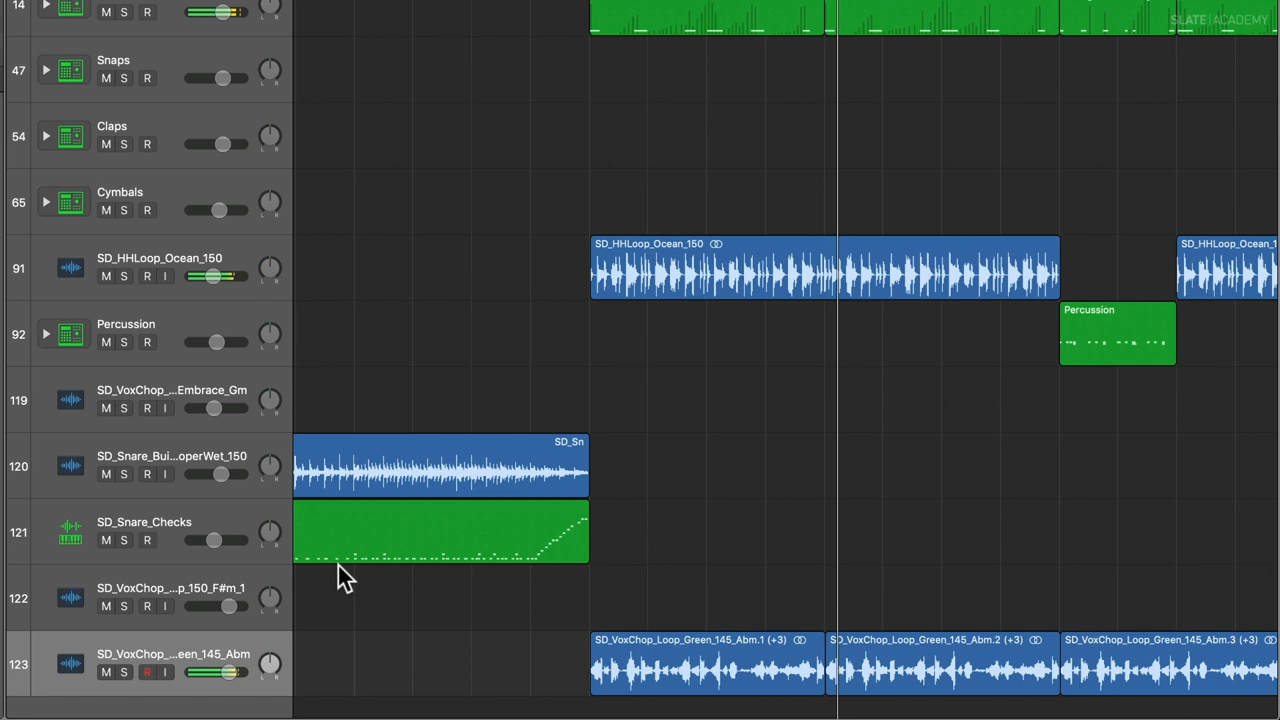 14
M S R
SLATE|ACADEMY
47
Snaps
M S R
L R
54
Claps
M S R
L R
65
Cymbals
M S R
L R
91
SD_HHLoop_Ocean_150
M S R I
L R
SD_HHLoop_Ocean_150
SD_HHLoop_Ocean_1
92
Percussion
M S R
L R
Percussion
119
SD_VoxChop_...Embrace_Gm
M S R I
L R
120
SD_Snare_Bui...operWet_150
M S R I
L R
SD_Sn
121
SD_Snare_Checks
M S R
L R
122
SD_VoxChop_...p_150_F#m_1
M S R I
L R
123
SD_VoxChop_...een_145_Abm
M S R I
L R
SD_VoxChop_Loop_Green_145_Abm.1 (+3)
SD_VoxChop_Loop_Green_145_Abm.2 (+3)
SD_VoxChop_Loop_Green_145_Abm.3 (+3)